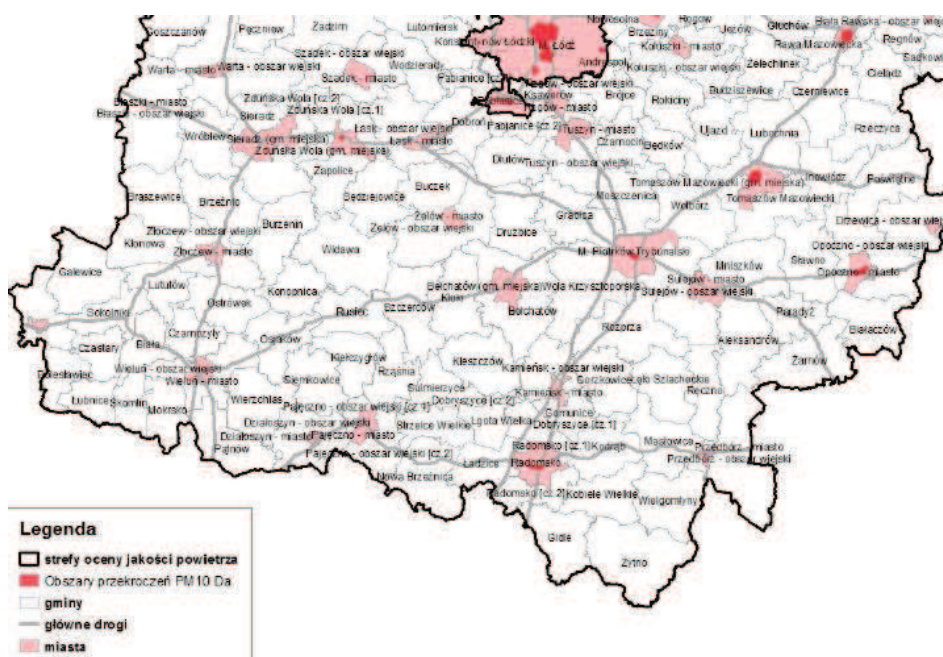 Nowosolna
Rogów
Głuchów
Biała Rawska - obszar wiejski
Goszczanów
Pęczniew
Zadzim
Lutomiersk
Brzeziny
Jeżów
Konstantynów Łódzki
M. Łódź
Koluszki - miasto
Rawa Mazowiecka
Regnów
Szadek - obszar wiejski
Wodzierady
Andrespol
Żelechlinek
Sadkowice
Warta - miasto
Warta - obszar wiejski
Szadek - miasto
Koluszki - obszar wiejski
Cielądz
Ksawerów
Brójce
Budziszewice
Czerniewice
Błaszki - miasto
Zduńska Wola [cz.2]
Rokiciny
Błaszki - obszar wiejski
Sieradz
Zduńska Wola [cz.1]
Dobroń
Pabianice [cz.2]
Tuszyn - miasto
Ujazd
Lubochnia
Rzeczyca
Wróblew
Sieradz (gm. miejska)
Łask - obszar wiejski
Czarnocin
Łask - miasto
Będków
Zduńska Wola (gm. miejska)
Dłutów
Tuszyn - obszar wiejski
Zapolice
Inowłódz
Poświętne
Buczek
Moszczenica
Tomaszów Mazowiecki (gm. miejska)
Braszewice
Brzeźnio
Sędziejowice
Wolbórz
Tomaszów Mazowiecki
Burzenin
Zelów - miasto
Grabica
Drzewica - obszar wiejski
Złoczew - obszar wiejski
Zelów - obszar wiejski
Drużbice
Klonowa
Opoczno - obszar wiejski
Złoczew - miasto
Widawa
M. Piotrków Trybunalski
Mniszków
Sławno
Galewice
Opoczno - miasto
Lututów
Konopnica
Bełchatów (gm. miejska)
Wola Krzysztoporska
Sulejów - miasto
Kluki
Sulejów - obszar wiejski
Ostrówek
Rusiec
Szczerców
Bełchatów
Paradyż
Sokolniki
Czarnożyły
Rozprza
Białaczów
Osjaków
Aleksandrów
Czastary
Biała
Kiełczygłów
Kleszczów
Żarnów
Wieluń - obszar wiejski
Rząśnia
Kamieńsk - obszar wiejski
Bolesławiec
Wieluń - miasto
Siemkowice
Sulmierzyce
Gorzkowice
Łęki Szlacheckie
Ręczno
Kamieńsk - miasto
Łubnice
Skomlin
Wierzchlas
Dobryszyce [cz.2]
Mokrsko
Pajęczno - obszar wiejski [cz.1]
Gomunice
Działoszyn - obszar wiejski
Strzelce Wielkie
Lgota Wielka
Dobryszyce [cz.1]
Działoszyn - miasto
Pajęczno - miasto
Masłowice
Pątnów
Radomsko [cz.1]
Kodrąb
Przedbórz - miasto
Pajęczno - obszar wiejski [cz.2]
Ładzice
Radomsko
Przedbórz - obszar wiejski
Nowa Brzeźnica
Radomsko [cz.2]
Kobiele Wielkie
Wielgomłyny
Gidle
Żytno
Legenda
strefy oceny jakości powietrza
Obszary przekroczeń PM10 Da
gminy
główne drogi
miasta